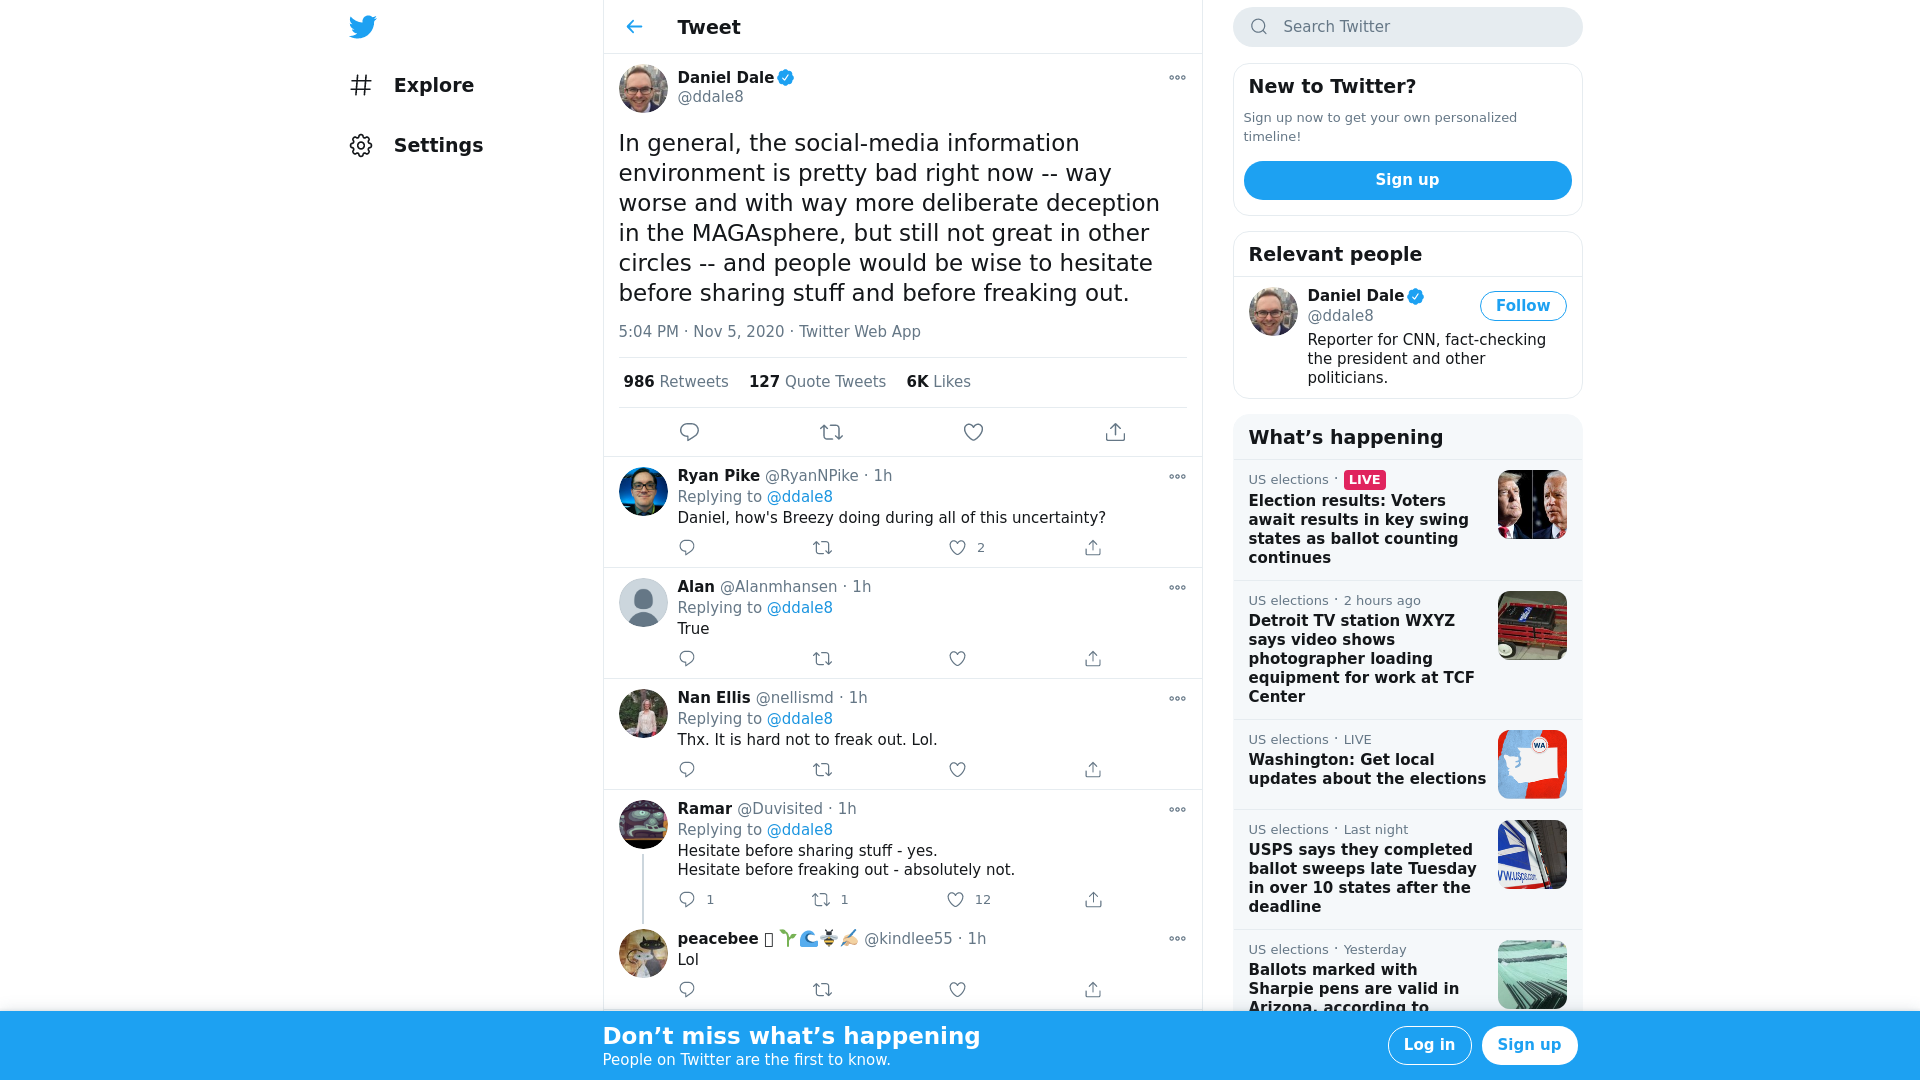 Explore
Settings
Tweet
Daniel Dale
@ddale8
In general, the social-media information
environment is pretty bad right now -- way
worse and with way more deliberate deception
in the MAGAsphere, but still not great in other
circles -- and people would be wise to hesitate
before sharing stuff and before freaking out.
5:04 PM · Nov 5, 2020 · Twitter Web App
986 Retweets 127 Quote Tweets 6K Likes
Ryan Pike @RyanNPike · 1h
Replying to @ddale8
Daniel, how's Breezy doing during all of this uncertainty?
2
Alan @Alanmhansen · 1h
Replying to @ddale8
True
Nan Ellis @nellismd · 1h
Replying to @ddale8
Thx. It is hard not to freak out. Lol.
Ramar @Duvisited · 1h
Replying to @ddale8
Hesitate before sharing stuff - yes.
Hesitate before freaking out - absolutely not.
1 1 12
peacebee 🌱🌊🐝✍🏻 @kindlee55 · 1h
Lol
Search Twitter
New to Twitter?
Sign up now to get your own personalized
timeline!
Sign up
Relevant people
Daniel Dale
@ddale8
Follow
Reporter for CNN, fact-checking
the president and other
politicians.
What’s happening
US elections · LIVE
Election results: Voters
await results in key swing
states as ballot counting
continues
US elections · 2 hours ago
Detroit TV station WXYZ
says video shows
photographer loading
equipment for work at TCF
Center
US elections · LIVE
Washington: Get local
updates about the elections
WA
US elections · Last night
USPS says they completed
ballot sweeps late Tuesday
in over 10 states after the
deadline
US elections · Yesterday
Ballots marked with
Sharpie pens are valid in
Arizona, according to
Don’t miss what’s happening
People on Twitter are the first to know.
Log in
Sign up